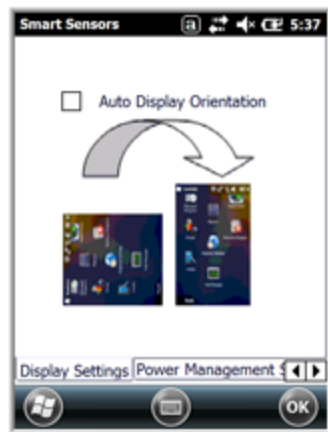 Smart Sensors a 5:37
Auto Display Orientation
Display Settings Power Management S
OK